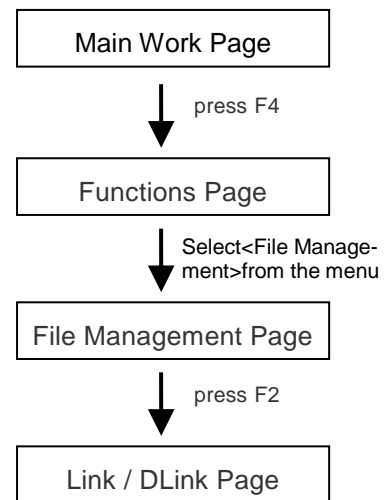 Main Work Page
press F4
Functions Page
Select<File Manage-
ment>from the menu
File Management Page
press F2
Link / DLink Page